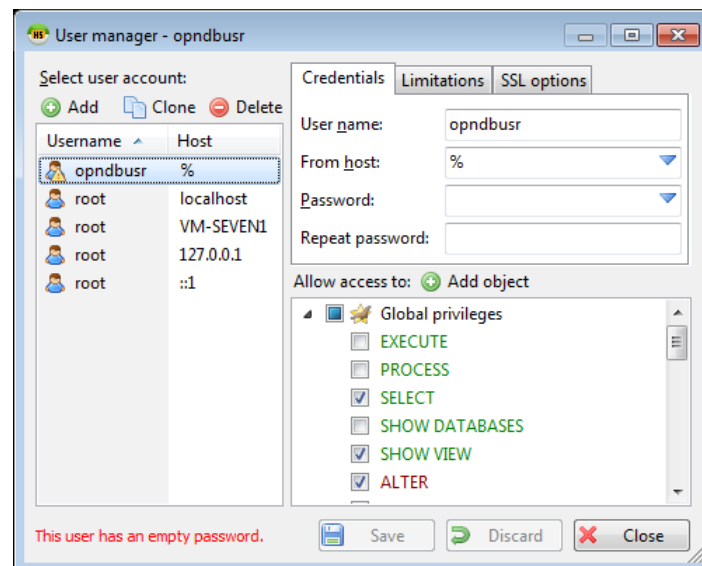 HS User manager - opndbusr
Select user account:
Add Clone Delete
Username Host
opndbusr %
root localhost
root VM-SEVEN1
root 127.0.0.1
root ::1
Credentials Limitations SSL options
User name: opndbusr
From host: %
Password:
Repeat password:
Allow access to: Add object
Global privileges
EXECUTE
PROCESS
SELECT
SHOW DATABASES
SHOW VIEW
ALTER
This user has an empty password.
Save Discard Close